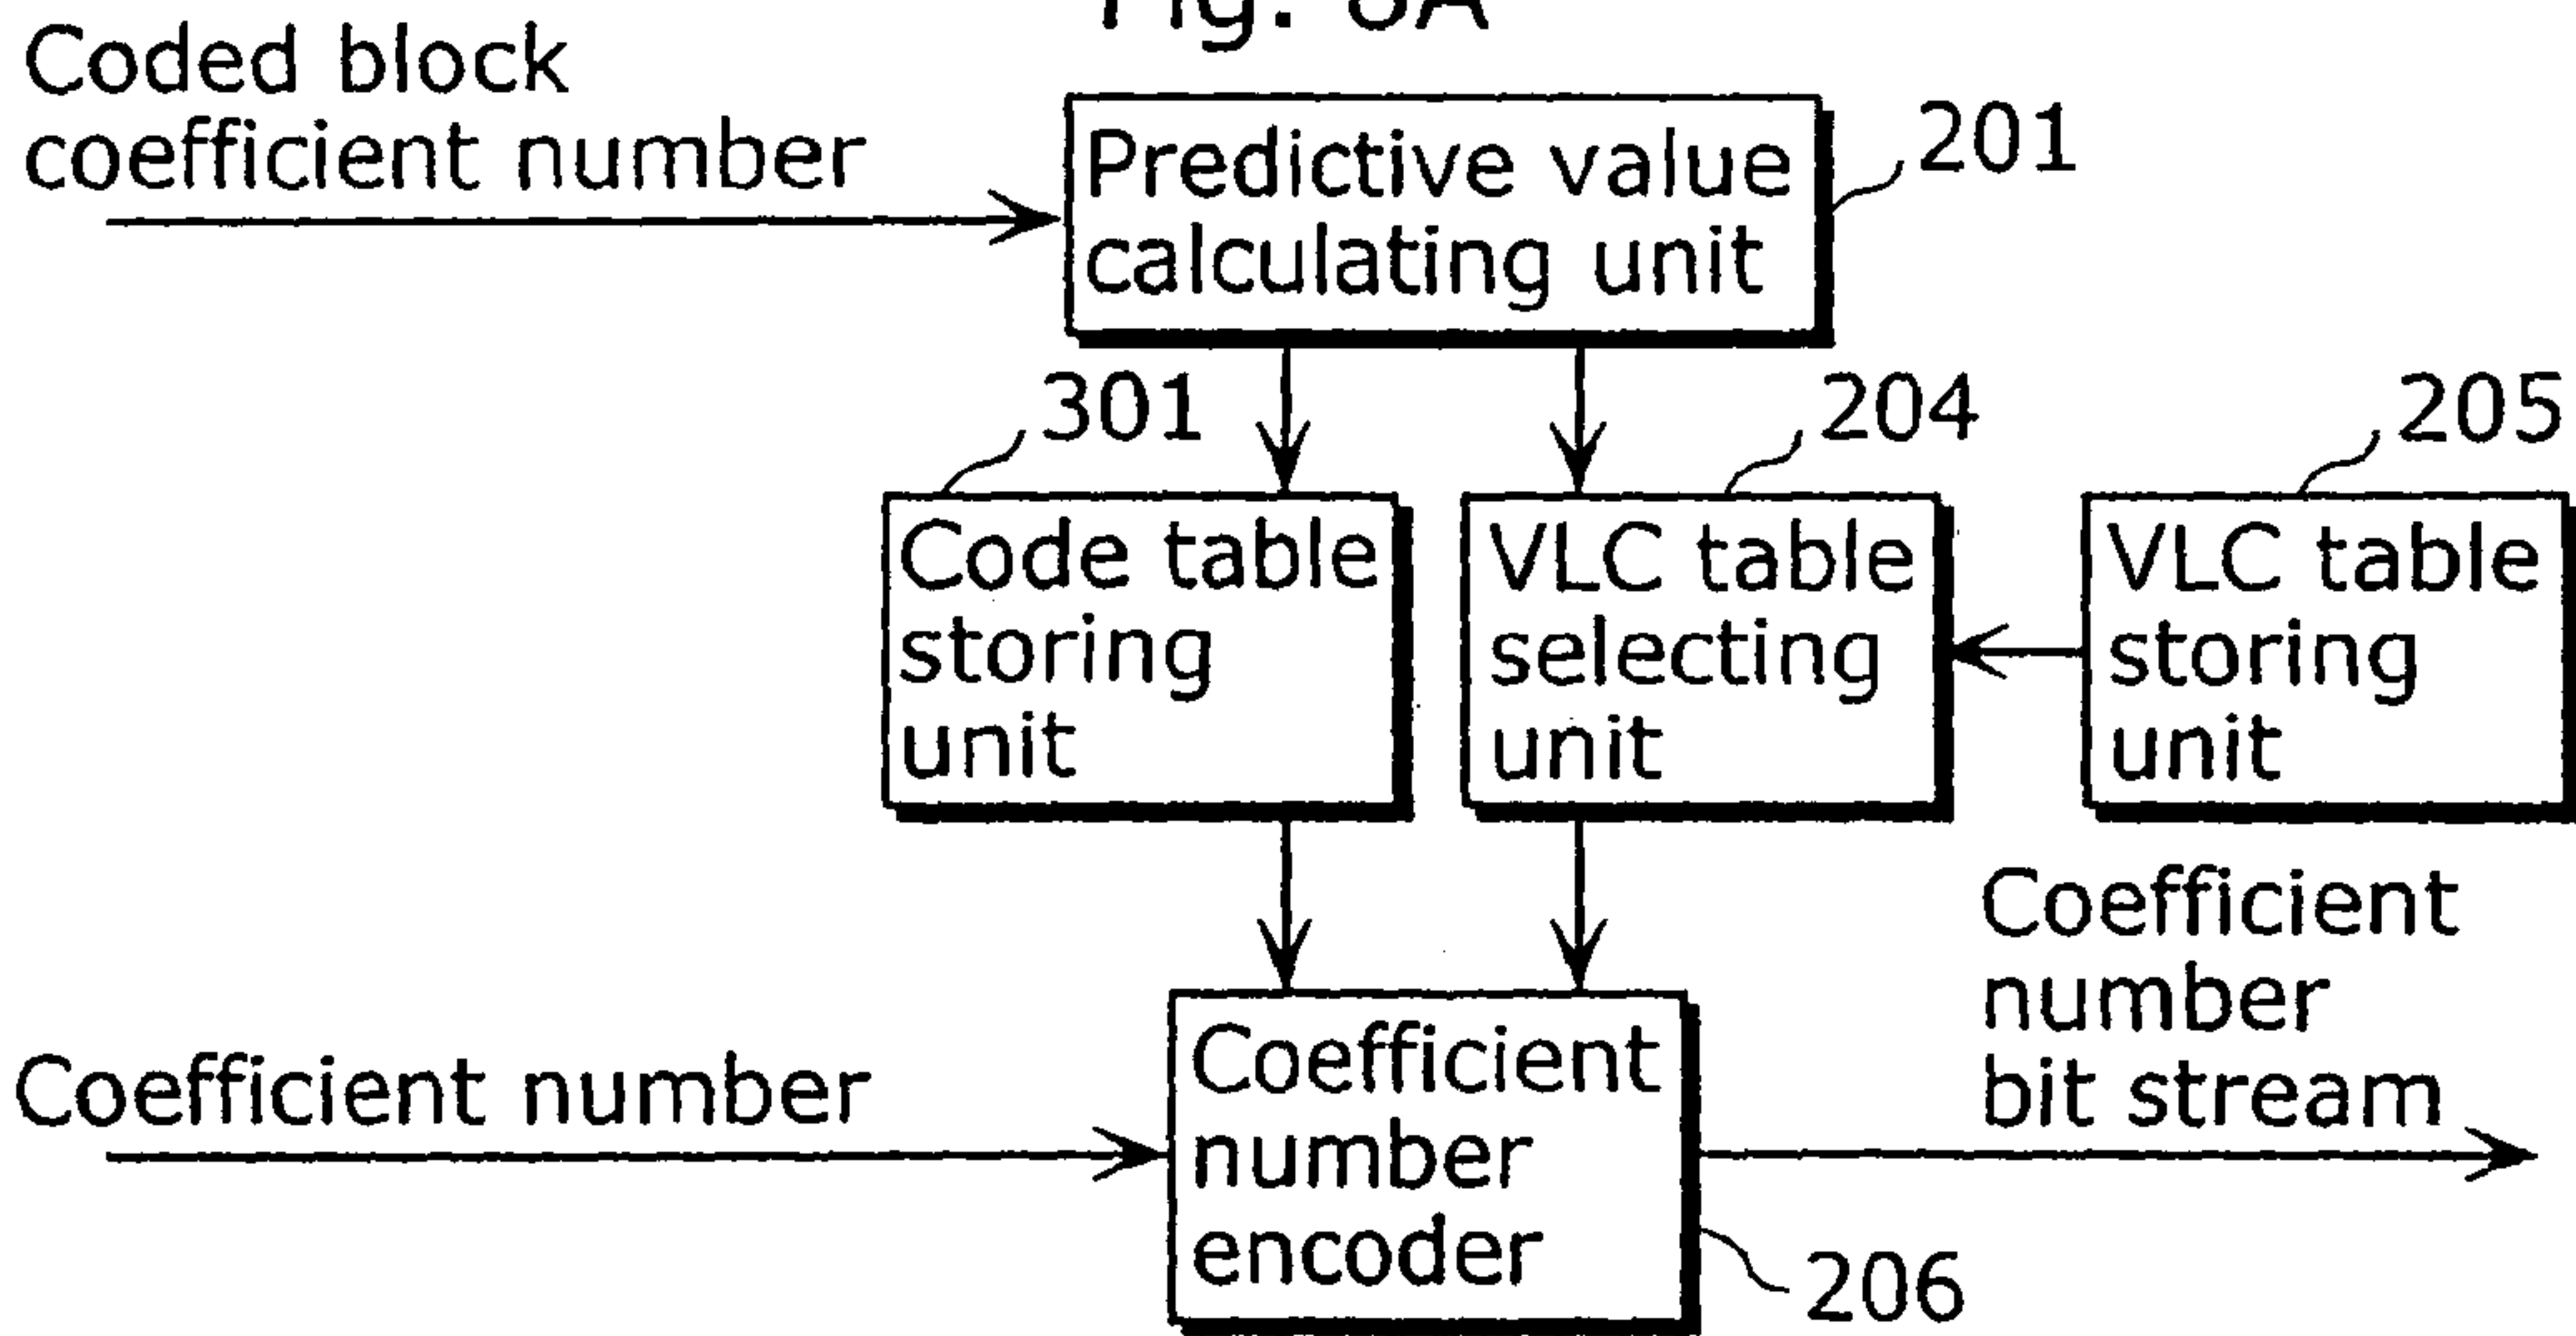 Coded block
coefficient number
Predictive value
calculating unit
201
301
204
205
Code table
storing
unit
VLC table
selecting
unit
VLC table
storing
unit
Coefficient
number
bit stream
Coefficient number
Coefficient
number
encoder
206